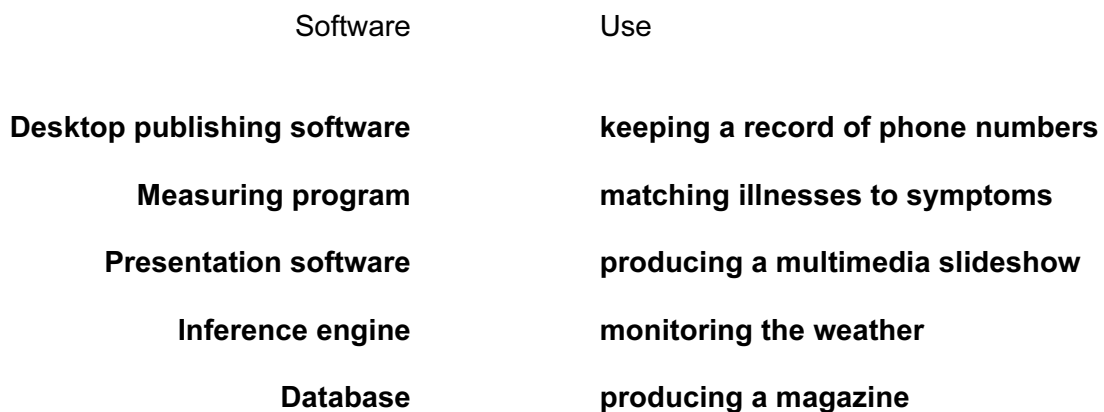 Software Use
Desktop publishing software keeping a record of phone numbers
Measuring program matching illnesses to symptoms
Presentation software producing a multimedia slideshow
Inference engine monitoring the weather
Database producing a magazine